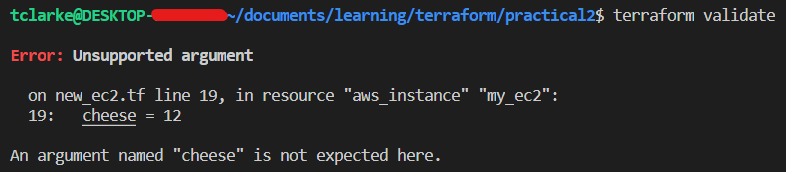 tclarke@DESKTOP-~/documents/learning/terraform/practical2$ terraform validate
Error: Unsupported argument
on new_ec2.tf line 19, in resource "aws_instance" "my_ec2":
19: cheese = 12
An argument named "cheese" is not expected here.